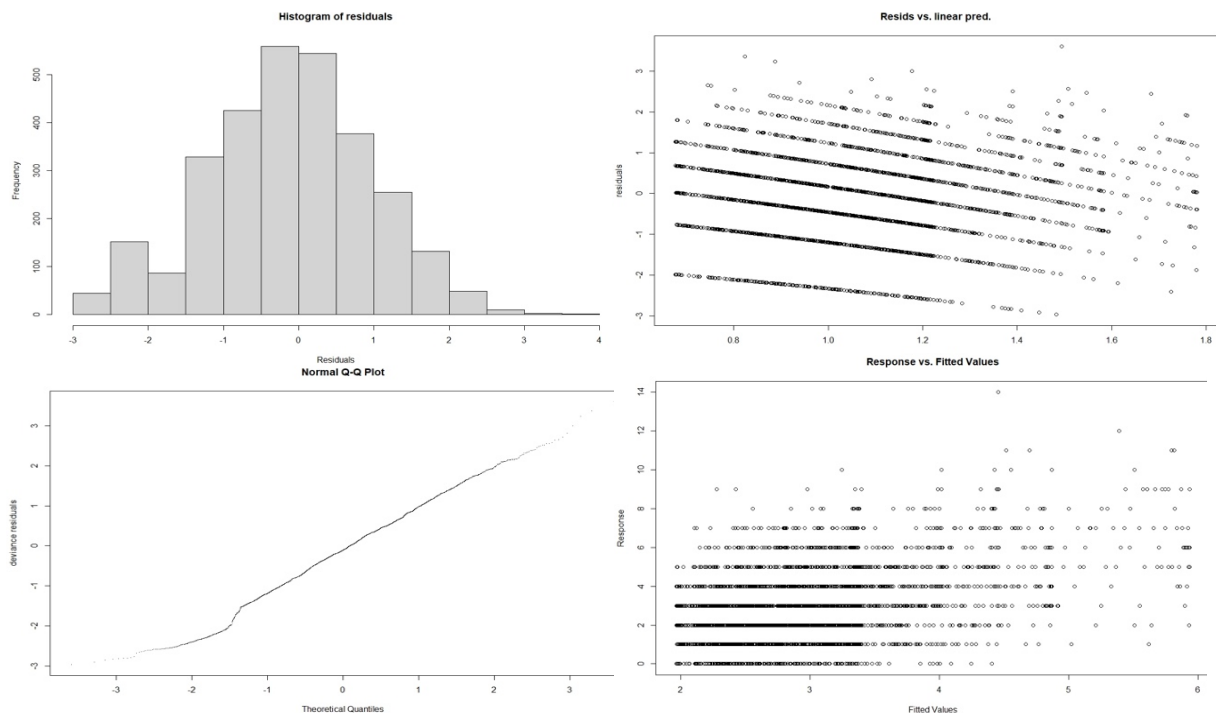 Histogram of residuals
Frequency
0 100 200 300 400 500
-3 -2 -1 0 1 2 3 4
Residuals
Resids vs. linear pred.
residuals
-3 -2 -1 0 1 2 3
0.8 1.0 1.2 1.4 1.6 1.8
Normal Q-Q Plot
deviance residuals
-3 -2 -1 0 1 2 3
-3 -2 -1 0 1 2 3
Theoretical Quantiles
Response vs. Fitted Values
Response
0 2 4 6 8 10 12 14
2 3 4 5 6
Fitted Values